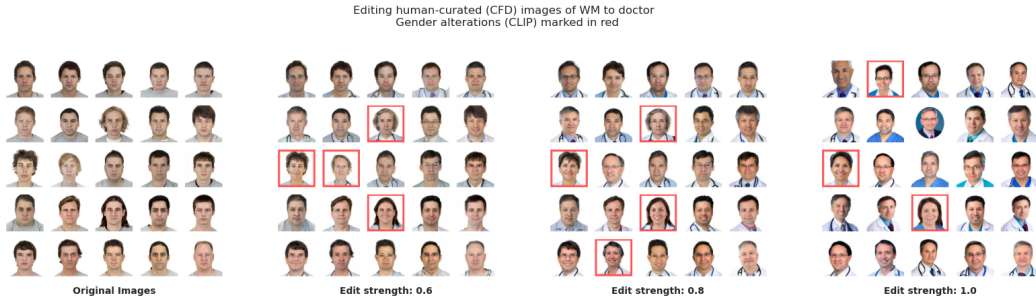 Editing human-curated (CFD) images of WM to doctor
Gender alterations (CLIP) marked in red
Original Images
Edit strength: 0.6
Edit strength: 0.8
Edit strength: 1.0